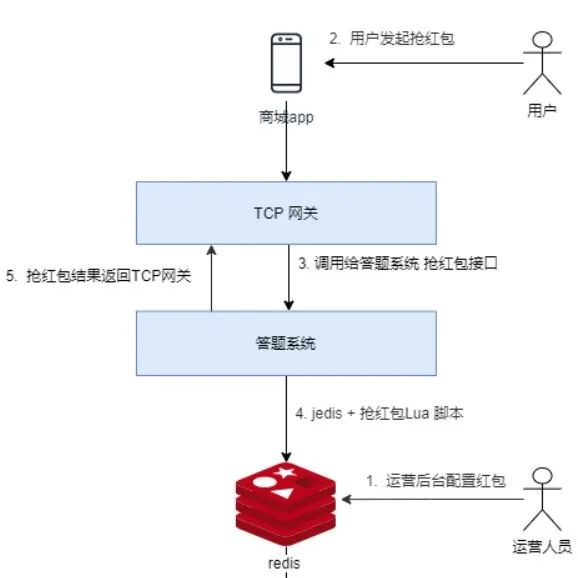 2. 用户发起抢红包
用户
商城app
TCP 网关
5. 抢红包结果返回TCP网关
3. 调用给答题系统 抢红包接口
答题系统
4. jedis + 抢红包Lua 脚本
1. 运营后台配置红包
运营人员
redis